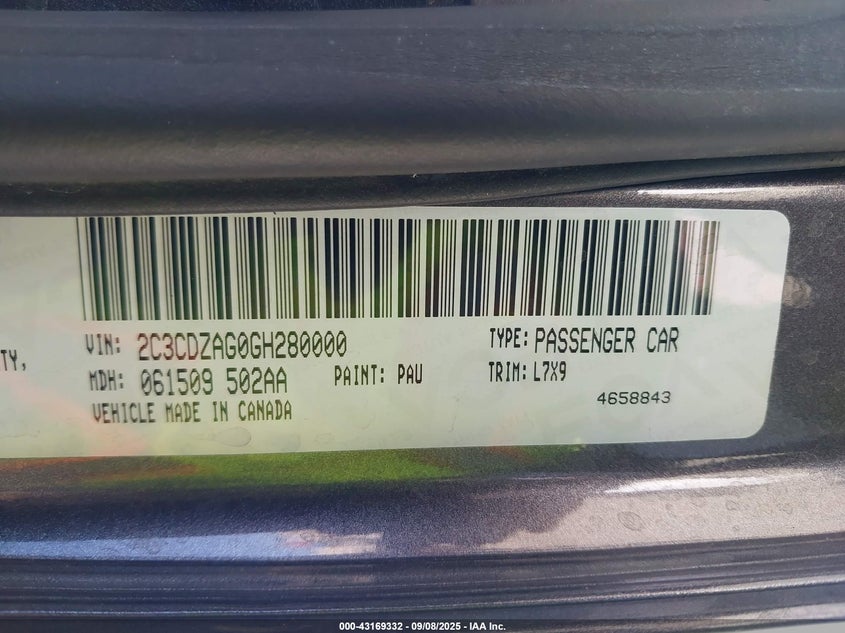 TY,
VIN: 2C3CDZAG0GH280000
TYPE: PASSENGER CAR
MDH: 061509 502AA
PAINT: PAU
TRIM: L7X9
VEHICLE MADE IN CANADA
4658843
000-43169332 - 09/08/2025 - IAA Inc.